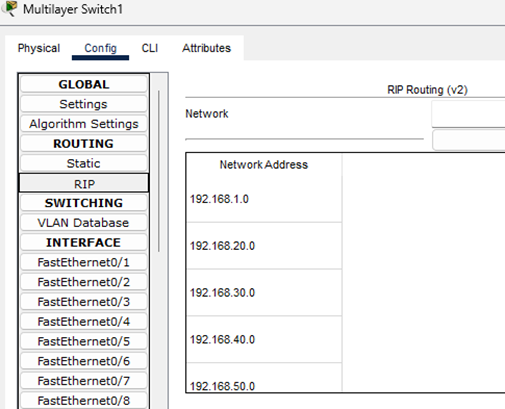 Multilayer Switch1
Physical Config CLI Attributes
GLOBAL
Settings
Algorithm Settings
ROUTING
Static
RIP
SWITCHING
VLAN Database
INTERFACE
FastEthernet0/1
FastEthernet0/2
FastEthernet0/3
FastEthernet0/4
FastEthernet0/5
FastEthernet0/6
FastEthernet0/7
FastEthernet0/8
RIP Routing (v2)
Network
Network Address
192.168.1.0
192.168.20.0
192.168.30.0
192.168.40.0
192.168.50.0